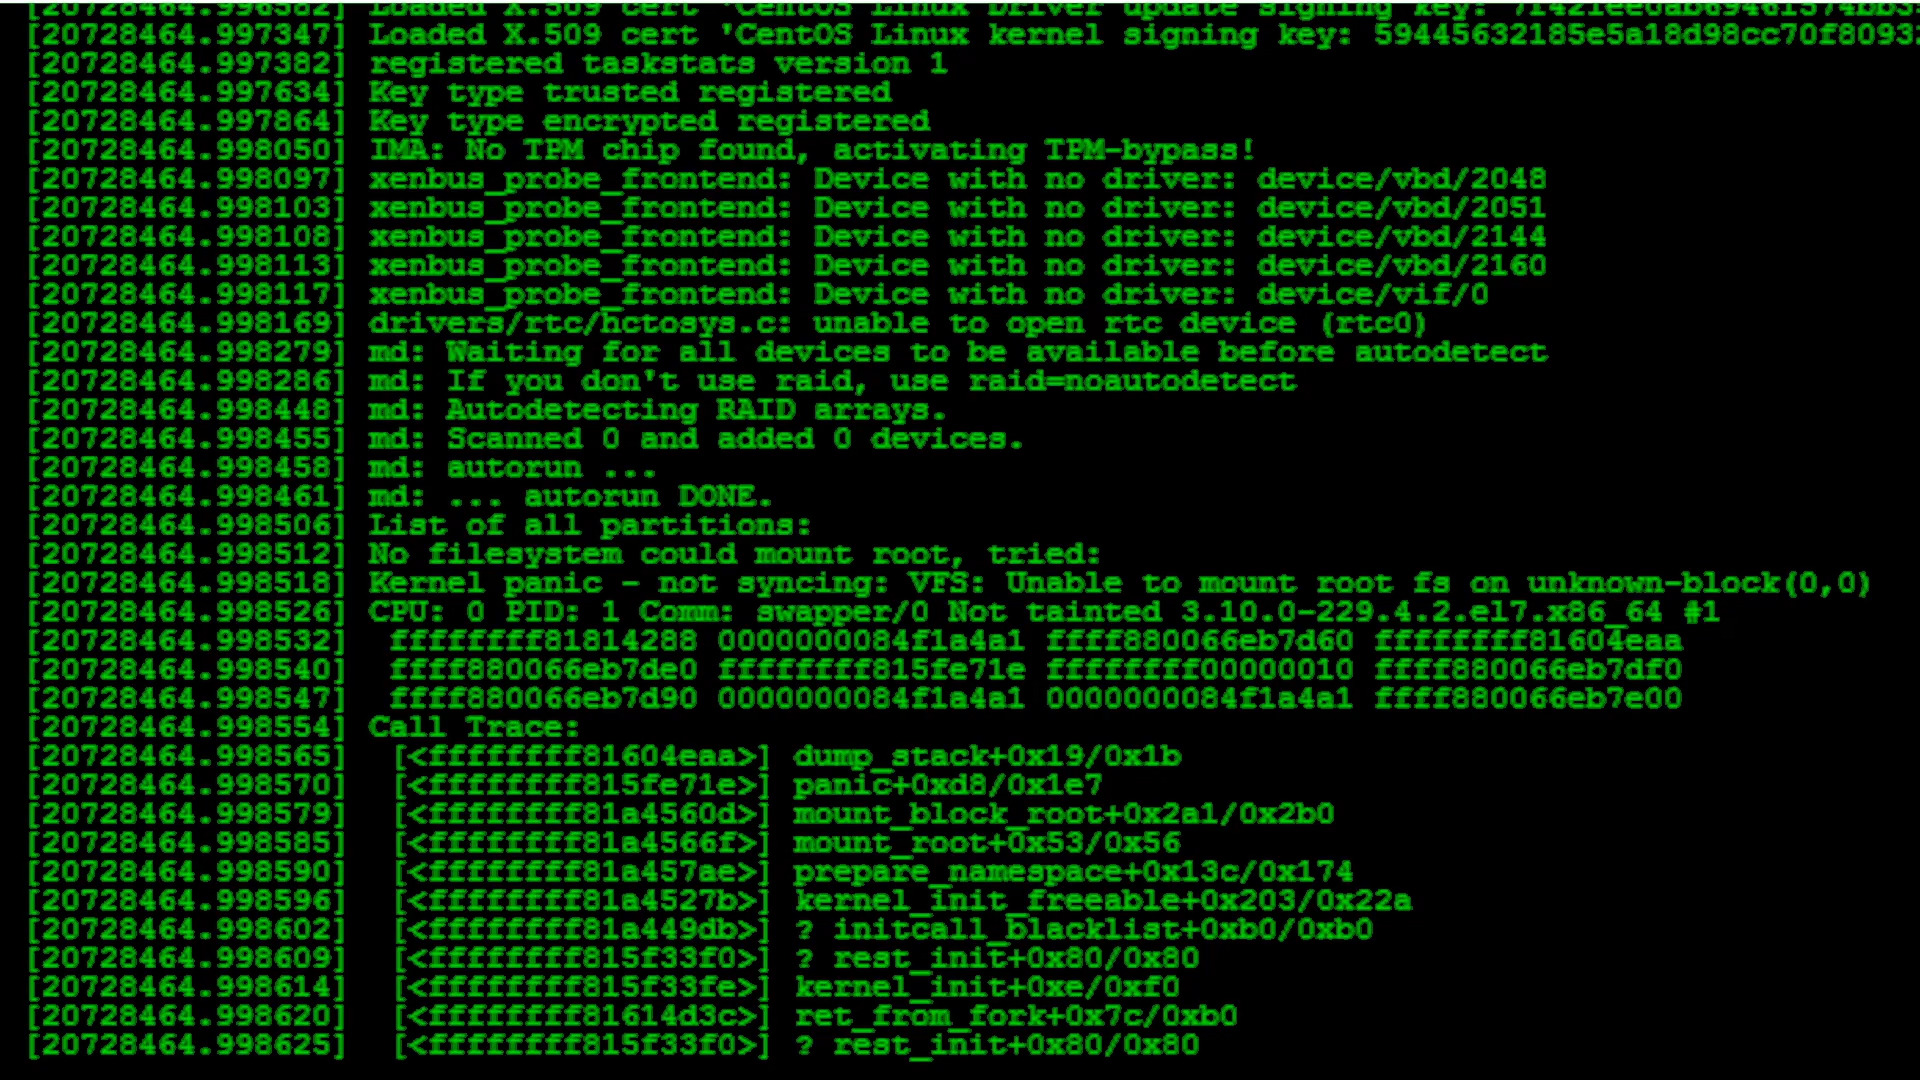 [20728464.996582] Loaded X.509 cert 'CentOS Linux Driver update signing key:
[20728464.997347] Loaded X.509 cert 'CentOS Linux kernel signing key: 59445632185e5a18d98cc70f8093
[20728464.997382] registered taskstats version 1
[20728464.997634] Key type trusted registered
[20728464.997864] Key type encrypted registered
[20728464.998050] IMA: No TPM chip found, activating TPM-bypass!
[20728464.998097] xenbus_probe_frontend: Device with no driver: device/vbd/2048
[20728464.998103] xenbus_probe_frontend: Device with no driver: device/vbd/2051
[20728464.998108] xenbus_probe_frontend: Device with no driver: device/vbd/2144
[20728464.998113] xenbus_probe_frontend: Device with no driver: device/vbd/2160
[20728464.998117] xenbus_probe_frontend: Device with no driver: device/vif/0
[20728464.998169] drivers/rtc/hctosys.c: unable to open rtc device (rtc0)
[20728464.998279] md: Waiting for all devices to be available before autodetect
[20728464.998286] md: If you don't use raid, use raid=noautodetect
[20728464.998448] md: Autodetecting RAID arrays.
[20728464.998455] md: Scanned 0 and added 0 devices.
[20728464.998458] md: autorun ...
[20728464.998461] md: ... autorun DONE.
[20728464.998506] List of all partitions:
[20728464.998512] No filesystem could mount root, tried:
[20728464.998518] Kernel panic - not syncing: VFS: Unable to mount root fs on unknown-block(0,0)
[20728464.998526] CPU: 0 PID: 1 Comm: swapper/0 Not tainted 3.10.0-229.4.2.el7.x86_64 #1
[20728464.998532] ffffffff81814288 0000000084f1a4a1 ffff880066eb7d60 ffffffff81604eaa
[20728464.998540] ffff880066eb7de0 ffffffff815fe71e ffffffff00000010 ffff880066eb7df0
[20728464.998547] ffff880066eb7d90 0000000084f1a4a1 0000000084f1a4a1 ffff880066eb7e00
[20728464.998554] Call Trace:
[20728464.998565] [<ffffffff81604eaa>] dump_stack+0x19/0x1b
[20728464.998570] [<ffffffff815fe71e>] panic+0xd8/0x1e7
[20728464.998579] [<ffffffff81a4560d>] mount_block_root+0x2a1/0x2b0
[20728464.998585] [<ffffffff81a4566f>] mount_root+0x53/0x56
[20728464.998590] [<ffffffff81a457ae>] prepare_namespace+0x13c/0x174
[20728464.998596] [<ffffffff81a4527b>] kernel_init_freeable+0x203/0x22a
[20728464.998602] [<ffffffff81a449db>] ? initcall_blacklist+0xb0/0xb0
[20728464.998609] [<ffffffff815f33f0>] ? rest_init+0x80/0x80
[20728464.998614] [<ffffffff815f33fe>] kernel_init+0xe/0xf0
[20728464.998620] [<ffffffff81614d3c>] ret_from_fork+0x7c/0xb0
[20728464.998625] [<ffffffff815f33f0>] ? rest_init+0x80/0x80